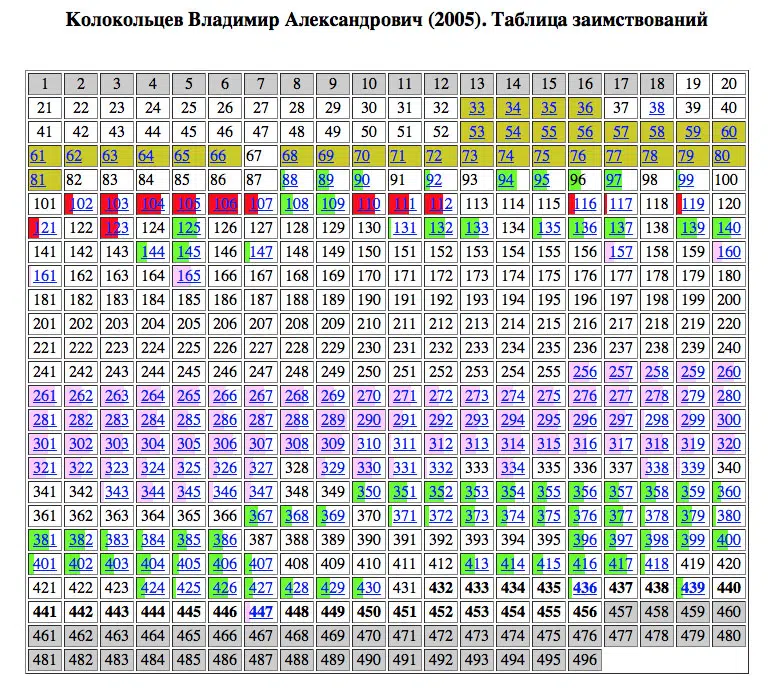 Колокольцев Владимир Александрович (2005). Таблица заимствований
1 2 3 4 5 6 7 8 9 10 11 12 13 14 15 16 17 18 19 20
21 22 23 24 25 26 27 28 29 30 31 32 33 34 35 36 37 38 39 40
41 42 43 44 45 46 47 48 49 50 51 52 53 54 55 56 57 58 59 60
61 62 63 64 65 66 67 68 69 70 71 72 73 74 75 76 77 78 79 80
81 82 83 84 85 86 87 88 89 90 91 92 93 94 95 96 97 98 99 100
101 102 103 104 105 106 107 108 109 110 111 112 113 114 115 116 117 118 119 120
121 122 123 124 125 126 127 128 129 130 131 132 133 134 135 136 137 138 139 140
141 142 143 144 145 146 147 148 149 150 151 152 153 154 155 156 157 158 159 160
161 162 163 164 165 166 167 168 169 170 171 172 173 174 175 176 177 178 179 180
181 182 183 184 185 186 187 188 189 190 191 192 193 194 195 196 197 198 199 200
201 202 203 204 205 206 207 208 209 210 211 212 213 214 215 216 217 218 219 220
221 222 223 224 225 226 227 228 229 230 231 232 233 234 235 236 237 238 239 240
241 242 243 244 245 246 247 248 249 250 251 252 253 254 255 256 257 258 259 260
261 262 263 264 265 266 267 268 269 270 271 272 273 274 275 276 277 278 279 280
281 282 283 284 285 286 287 288 289 290 291 292 293 294 295 296 297 298 299 300
301 302 303 304 305 306 307 308 309 310 311 312 313 314 315 316 317 318 319 320
321 322 323 324 325 326 327 328 329 330 331 332 333 334 335 336 337 338 339 340
341 342 343 344 345 346 347 348 349 350 351 352 353 354 355 356 357 358 359 360
361 362 363 364 365 366 367 368 369 370 371 372 373 374 375 376 377 378 379 380
381 382 383 384 385 386 387 388 389 390 391 392 393 394 395 396 397 398 399 400
401 402 403 404 405 406 407 408 409 410 411 412 413 414 415 416 417 418 419 420
421 422 423 424 425 426 427 428 429 430 431 432 433 434 435 436 437 438 439 440
441 442 443 444 445 446 447 448 449 450 451 452 453 454 455 456 457 458 459 460
461 462 463 464 465 466 467 468 469 470 471 472 473 474 475 476 477 478 479 480
481 482 483 484 485 486 487 488 489 490 491 492 493 494 495 496